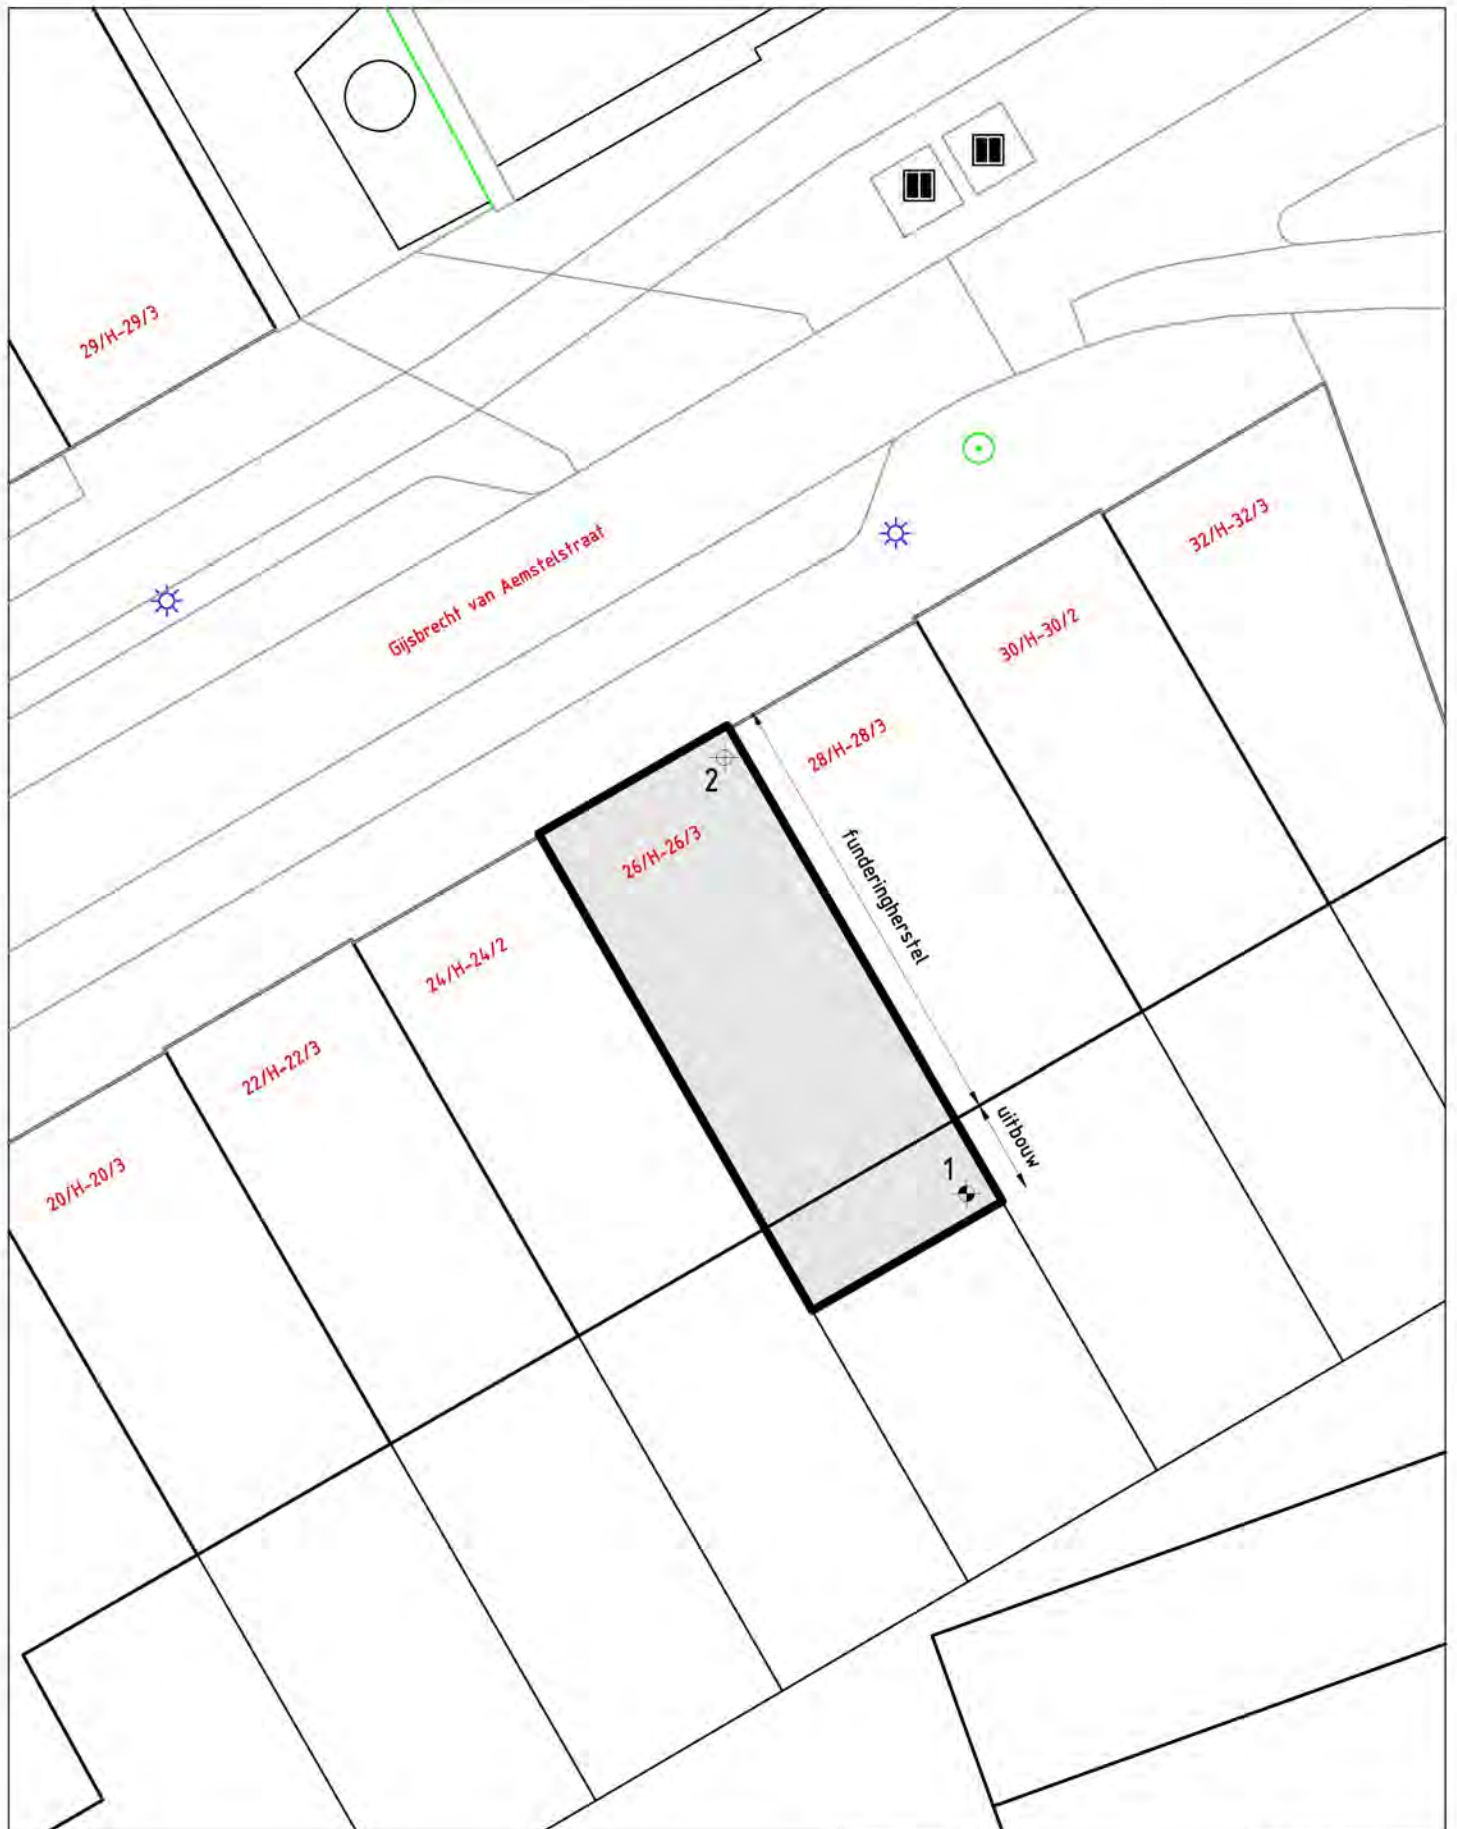 29/H-29/3
Gijsbrecht van Aemstelstraat
32/H-32/3
30/H-30/2
28/H-28/3
2
26/H-26/3
funderingherstel
24/H-24/2
22/H-22/3
20/H-20/3
uitbouw
1